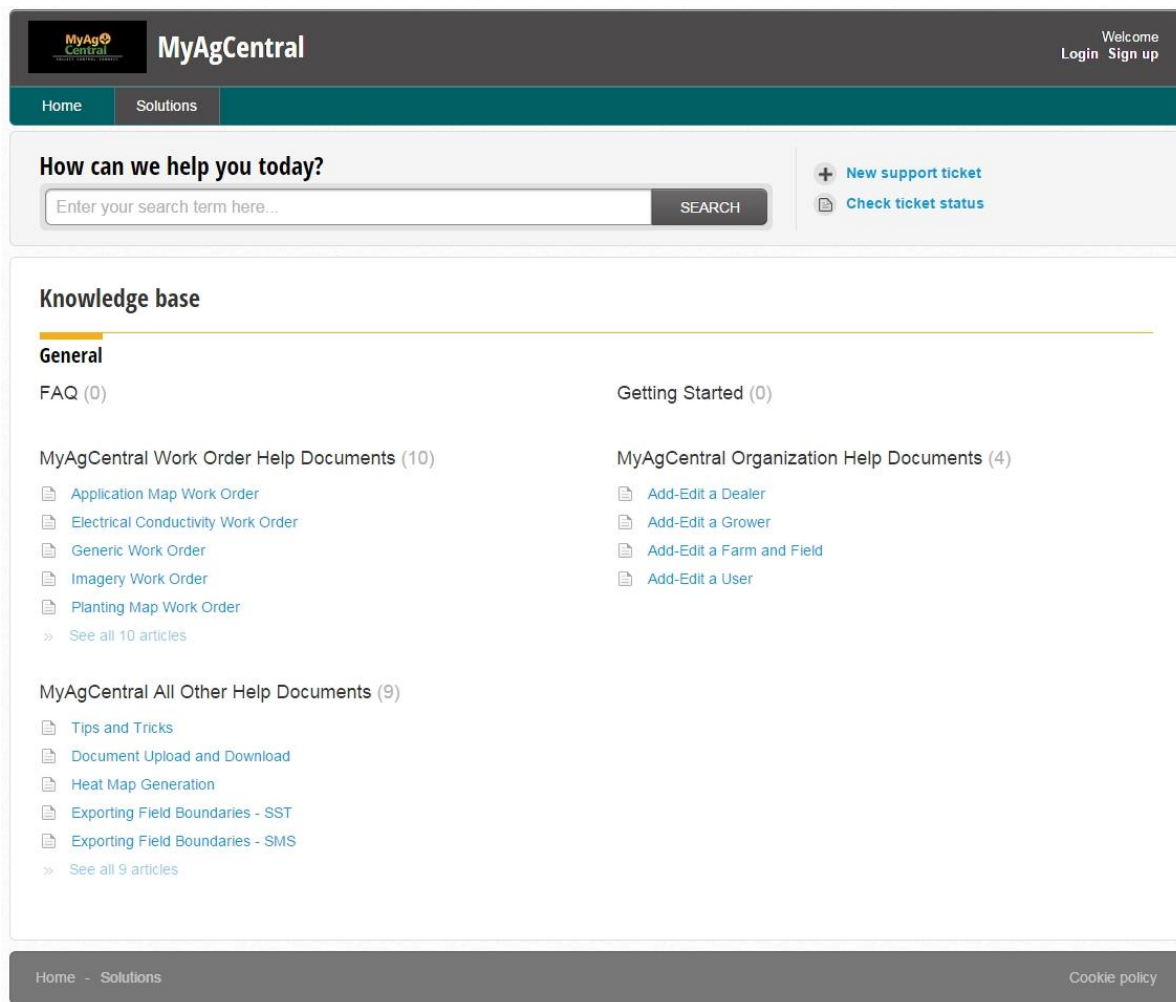 MyAg
Central
MyAgCentral
Welcome
Login Sign up
Home Solutions
How can we help you today?
Enter your search term here...
SEARCH
New support ticket
Check ticket status
Knowledge base
General
FAQ (0)
Getting Started (0)
MyAgCentral Work Order Help Documents (10)
Application Map Work Order
Electrical Conductivity Work Order
Generic Work Order
Imagery Work Order
Planting Map Work Order
» See all 10 articles
MyAgCentral Organization Help Documents (4)
Add-Edit a Dealer
Add-Edit a Grower
Add-Edit a Farm and Field
Add-Edit a User
MyAgCentral All Other Help Documents (9)
Tips and Tricks
Document Upload and Download
Heat Map Generation
Exporting Field Boundaries - SST
Exporting Field Boundaries - SMS
» See all 9 articles
Home - Solutions
Cookie policy